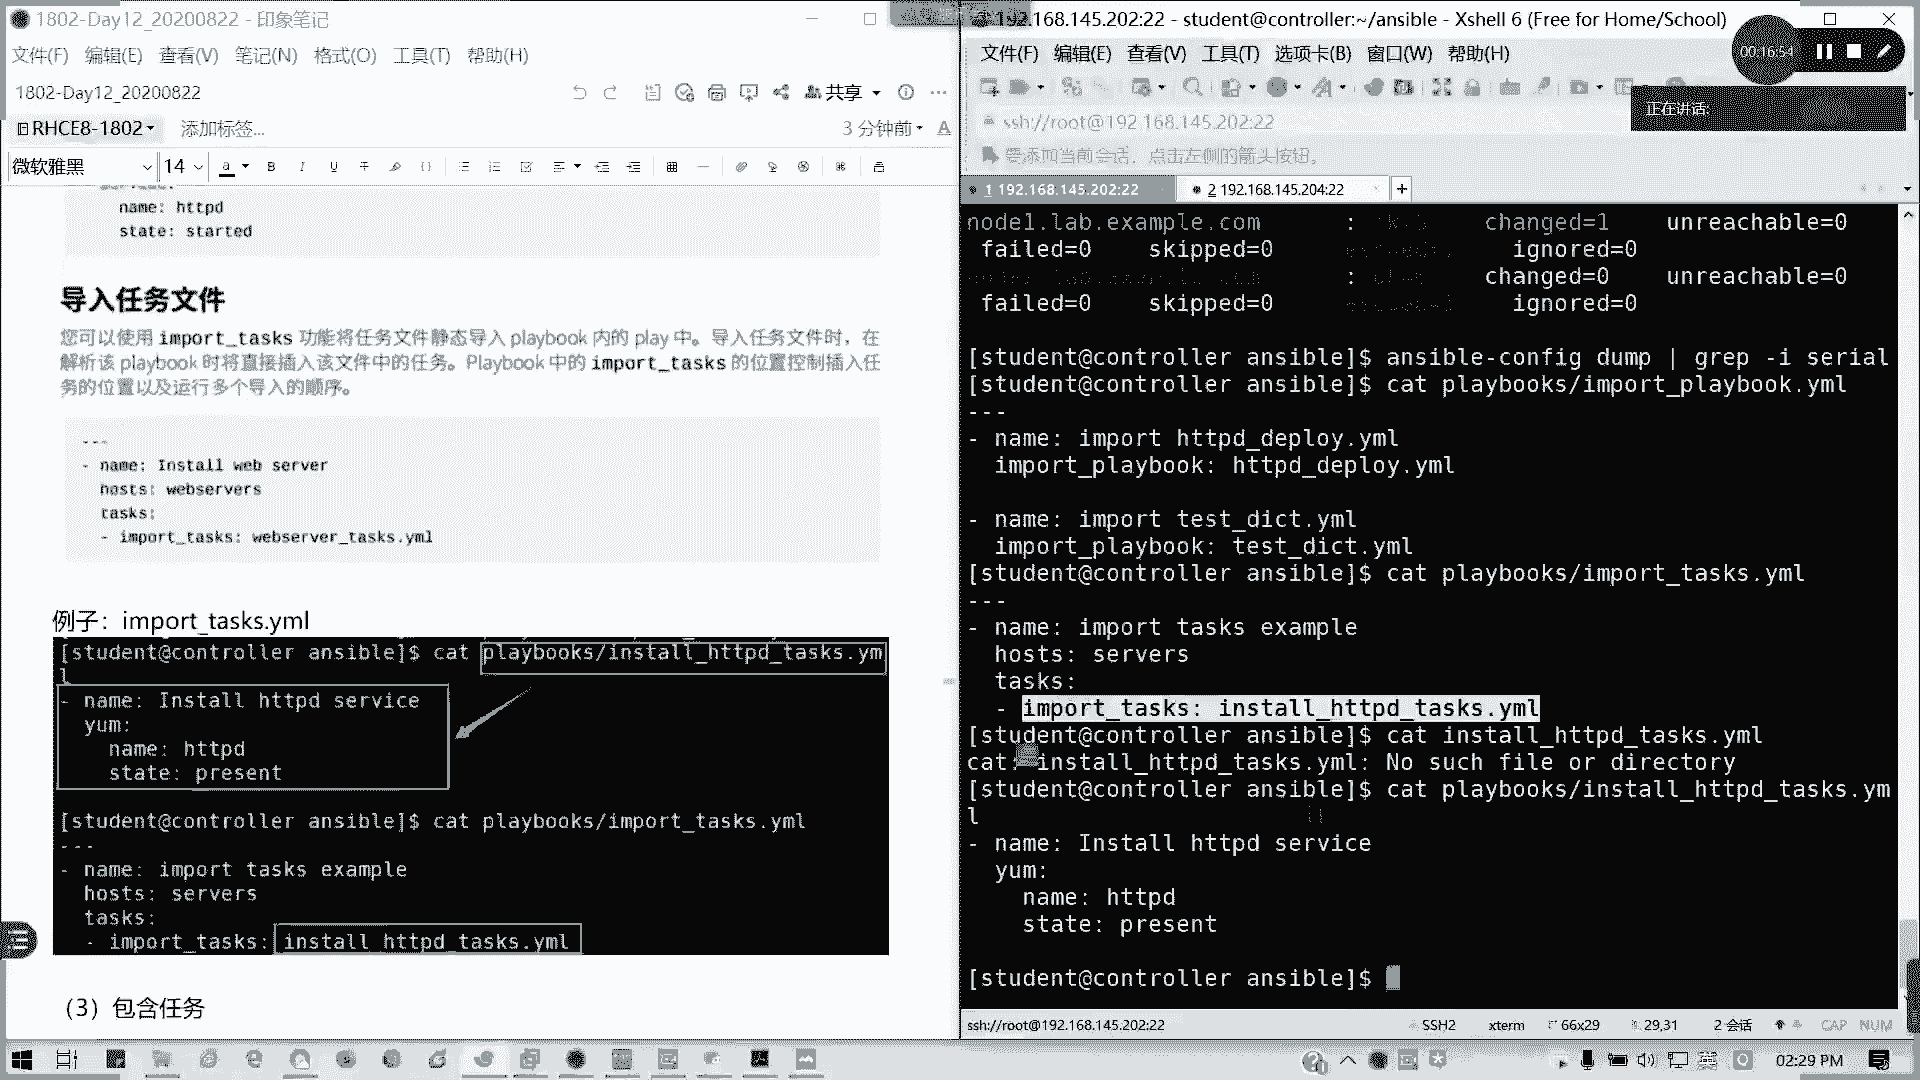 1802-Day12_20200822 - 印象笔记
文件(F) 编辑(E) 查看(V) 笔记(N) 格式(O) 工具(T) 帮助(H)
1802-Day12_20200822
共享
RHCE8-1802 添加标签...
3 分钟前
微软雅黑 14
name: httpd
state: started
导入任务文件
您可以使用 import_tasks 功能将任务文件静态导入 playbook 内的 play 中。导入任务文件时，在
解析该 playbook 时将直接插入该文件中的任务。Playbook 中的 import_tasks 的位置控制插入任
务的位置以及运行多个导入的顺序。
---
- name: Install web server
hosts: webservers
tasks:
- import_tasks: webserver_tasks.yml
例子：import_tasks.yml
[student@controller ansible]$ cat playbooks/install_httpd_tasks.ym
l
- name: Install httpd service
yum:
name: httpd
state: present
[student@controller ansible]$ cat playbooks/import_tasks.yml
---
- name: import tasks example
hosts: servers
tasks:
- import_tasks: install_httpd_tasks.yml
（3）包含任务
192.168.145.202:22 - student@controller:~/ansible - Xshell 6 (Free for Home/School)
文件(F) 编辑(E) 查看(V) 工具(T) 选项卡(B) 窗口(W) 帮助(H)
00:16:54
正在讲话:
ssh://root@192.168.145.202:22
要添加当前会话，点击左侧的箭头按钮。
1 192.168.145.202:22
2 192.168.145.204:22
node1.lab.example.com : changed=1 unreachable=0
failed=0 skipped=0 ignored=0
: changed=0 unreachable=0
failed=0 skipped=0 ignored=0
[student@controller ansible]$ ansible-config dump | grep -i serial
[student@controller ansible]$ cat playbooks/import_playbook.yml
---
- name: import httpd_deploy.yml
import_playbook: httpd_deploy.yml
- name: import test_dict.yml
import_playbook: test_dict.yml
[student@controller ansible]$ cat playbooks/import_tasks.yml
---
- name: import tasks example
hosts: servers
tasks:
- import_tasks: install_httpd_tasks.yml
[student@controller ansible]$ cat install_httpd_tasks.yml
cat: install_httpd_tasks.yml: No such file or directory
[student@controller ansible]$ cat playbooks/install_httpd_tasks.ym
l
- name: Install httpd service
yum:
name: httpd
state: present
[student@controller ansible]$
ssh://root@192.168.145.202:22 SSH2 xterm 66x29 29,31 2 会话 CAP NUM
英 02:29 PM